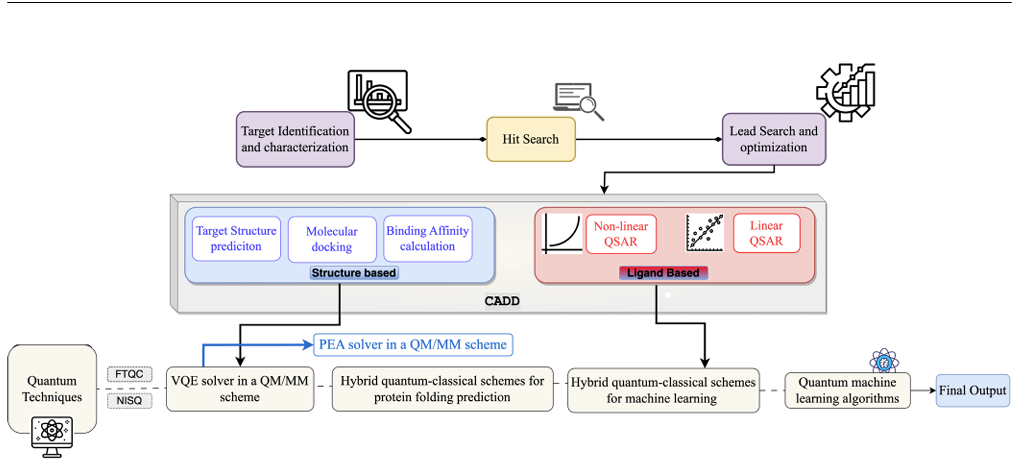 Target Identification
and characterization
Hit Search
Lead Search and
optimization
Target Structure
prediciton
Molecular
docking
Binding Affinity
calculation
Structure based
Non-linear
QSAR
Linear
QSAR
Ligand Based
CADD
PEA solver in a QM/MM scheme
Quantum
Techniques
FTQC
NISQ
VQE solver in a QM/MM
scheme
Hybrid quantum-classical schemes for
protein folding prediction
Hybrid quantum-classical schemes
for machine learning
Quantum machine
learning algorithms
Final Output